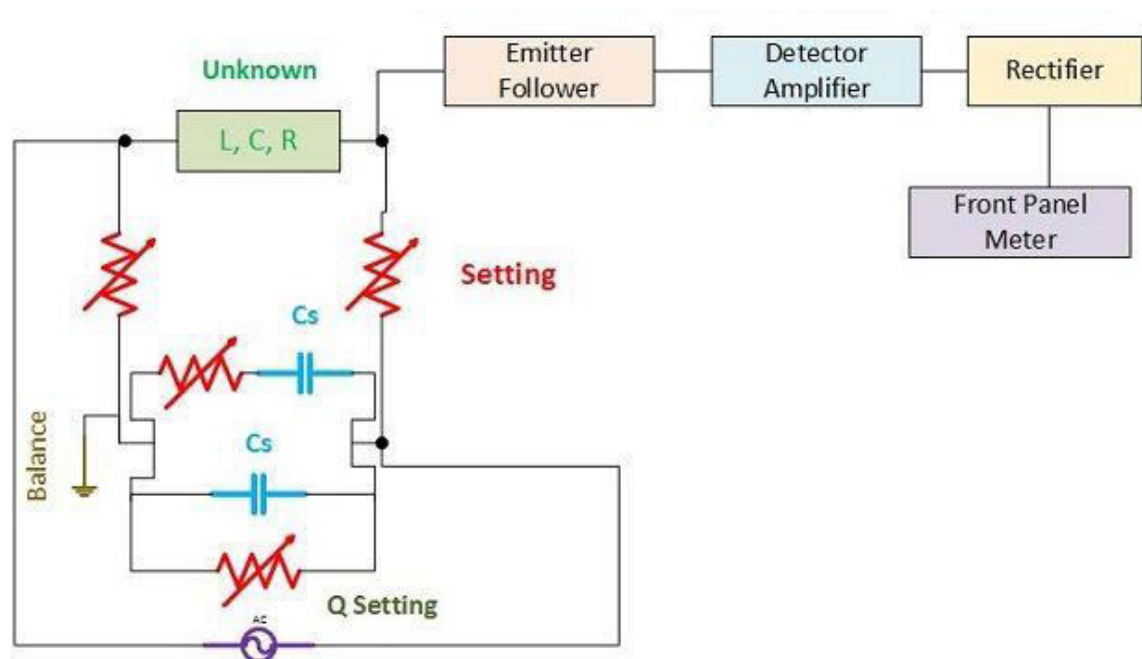 Unknown
L, C, R
Emitter
Follower
Detector
Amplifier
Rectifier
Front Panel
Meter
Setting
Cs
Balance
Cs
Q Setting
AC